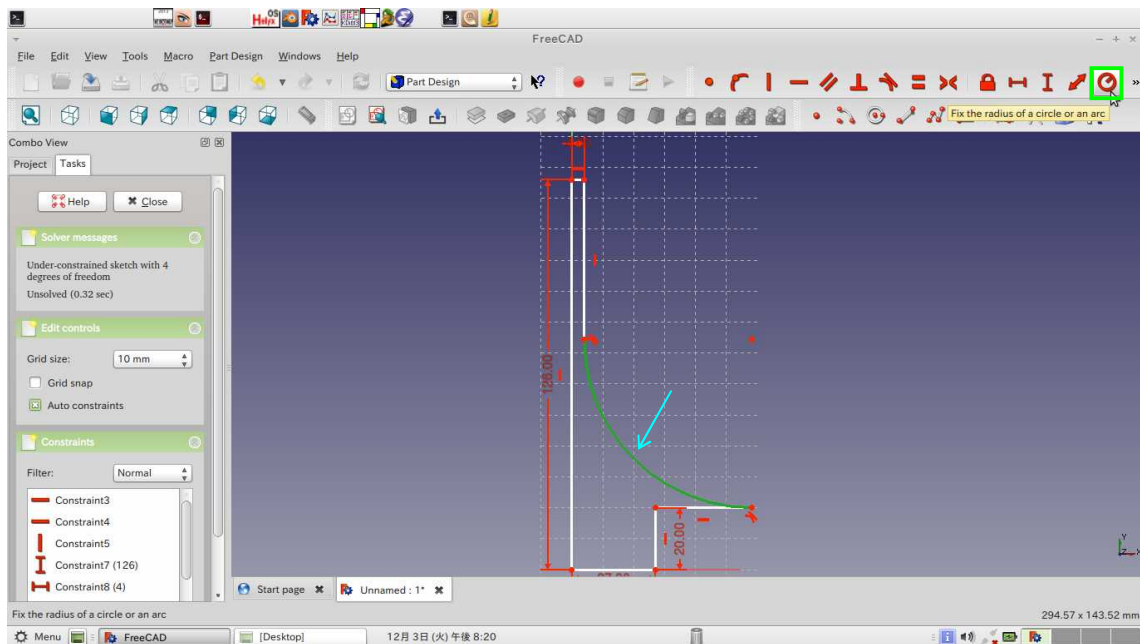 FreeCAD
File Edit View Tools Macro Part Design Windows Help
Part Design
Fix the radius of a circle or an arc
Combo View
Project Tasks
Help Close
Solver messages
Under-constrained sketch with 4
degrees of freedom
Unsolved (0.32 sec)
Edit controls
Grid size: 10 mm
Grid snap
Auto constraints
Constraints
Filter: Normal
Constraint3
Constraint4
Constraint5
Constraint7 (126)
Constraint8 (4)
126.00
20.00
Y
Z
Start page Unnamed : 1*
Fix the radius of a circle or an arc 294.57 x 143.52 mm
Menu FreeCAD [Desktop] 12月 3日 (火) 午後 8:20